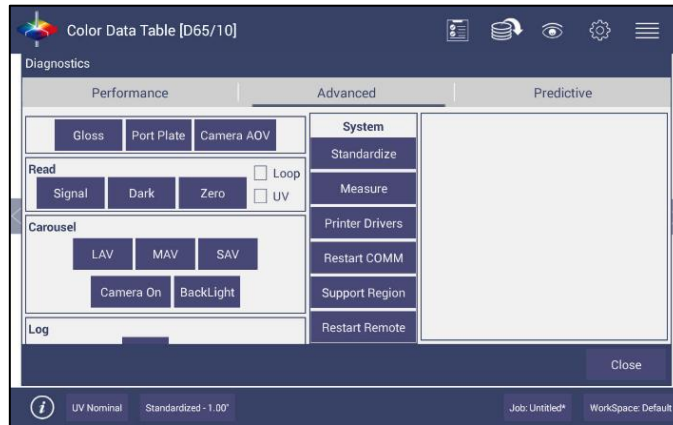 Color Data Table [D65/10]
Diagnostics
Performance
Advanced
Predictive
Gloss
Port Plate
Camera AOV
Read
Signal
Dark
Zero
Loop
UV
Carousel
LAV
MAV
SAV
Camera On
BackLight
Log
System
Standardize
Measure
Printer Drivers
Restart COMM
Support Region
Restart Remote
Close
UV Nominal
Standardized - 1.00"
Job: Untitled*
WorkSpace: Default